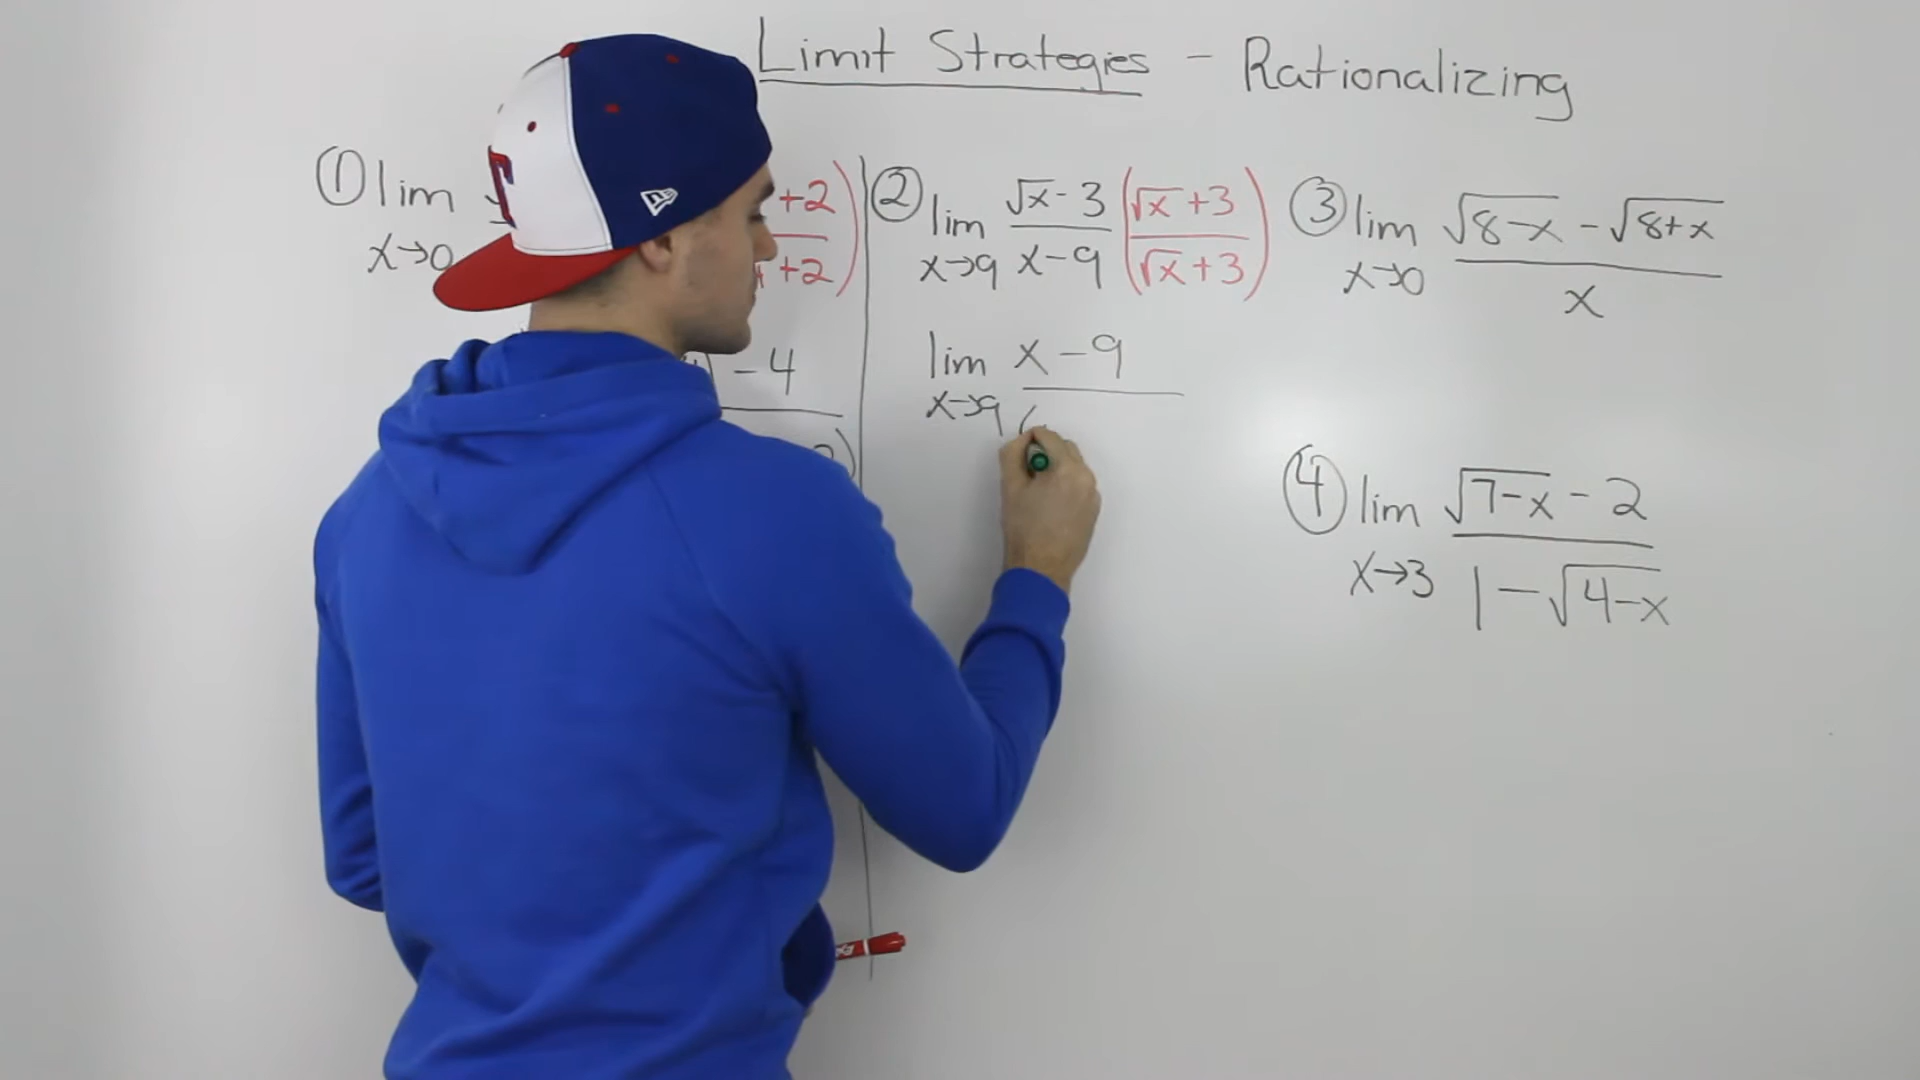 Limit Strategies - Rationalizing
① lim x→0 +2 / +2)
-4
2)
② lim x→9 √x - 3 / x - 9 (√x + 3 / √x + 3)
lim x→9 x - 9 / (
③ lim x→0 √8-x - √8+x / x
④ lim x→3 √7-x - 2 / 1 - √4-x